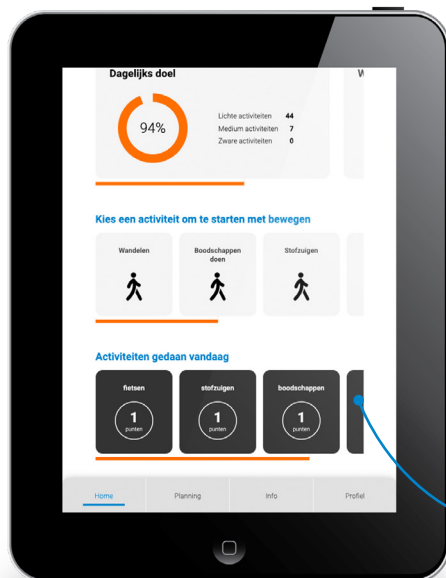 Dagelijks doel
W
94%
Lichte activiteiten 44
Medium activiteiten 7
Zware activiteiten 0
Kies een activiteit om te starten met bewegen
Wandelen
Boodschappen
doen
Stofzuigen
Activiteiten gedaan vandaag
fietsen
stofzuigen
boodschappen
1
punten
1
punten
1
punten
Home
Planning
Info
Profiel